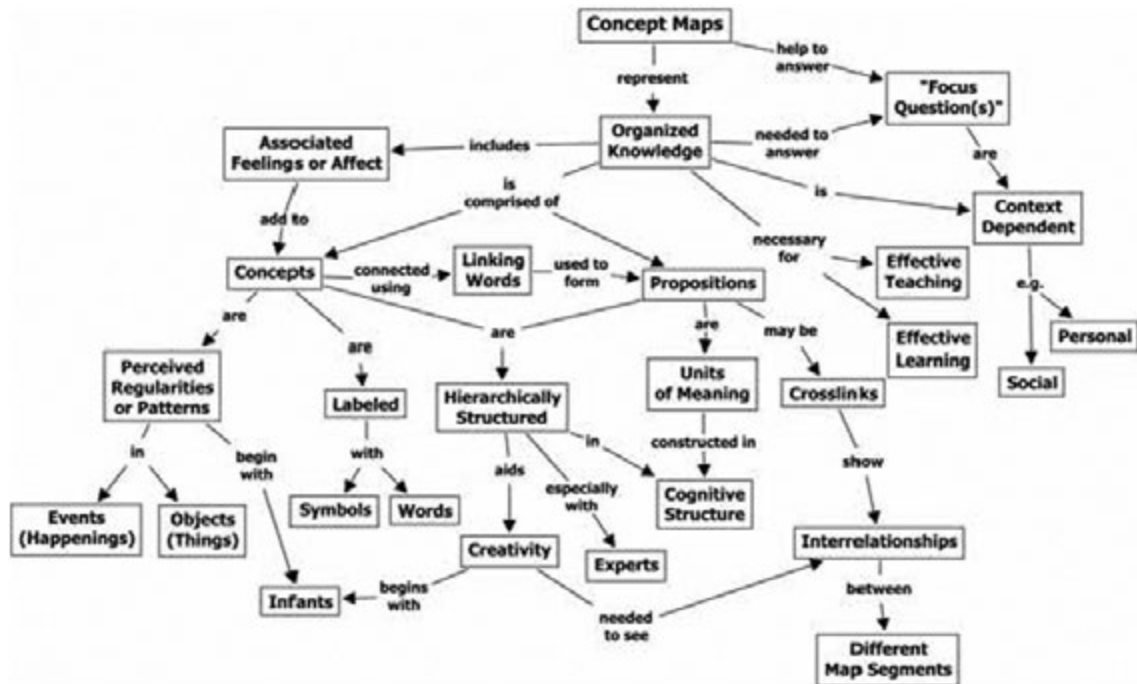 Concept Maps
help to
answer
represent
"Focus
Question(s)"
Associated
Feelings or Affect
includes
Organized
Knowledge
needed to
answer
are
is
comprised of
is
Context
Dependent
add to
necessary
for
Concepts
connected
using
Linking
Words
used to
form
Propositions
Effective
Teaching
e.g.
are
are
are
are
may be
Effective
Learning
Personal
Perceived
Regularities
or Patterns
Labeled
Hierarchically
Structured
Units
of Meaning
Crosslinks
Social
in
begin
with
with
aids
in
constructed in
show
especially
with
Events
(Happenings)
Objects
(Things)
Symbols
Words
Cognitive
Structure
Creativity
Experts
Interrelationships
Infants
begins
with
needed
to see
between
Different
Map Segments